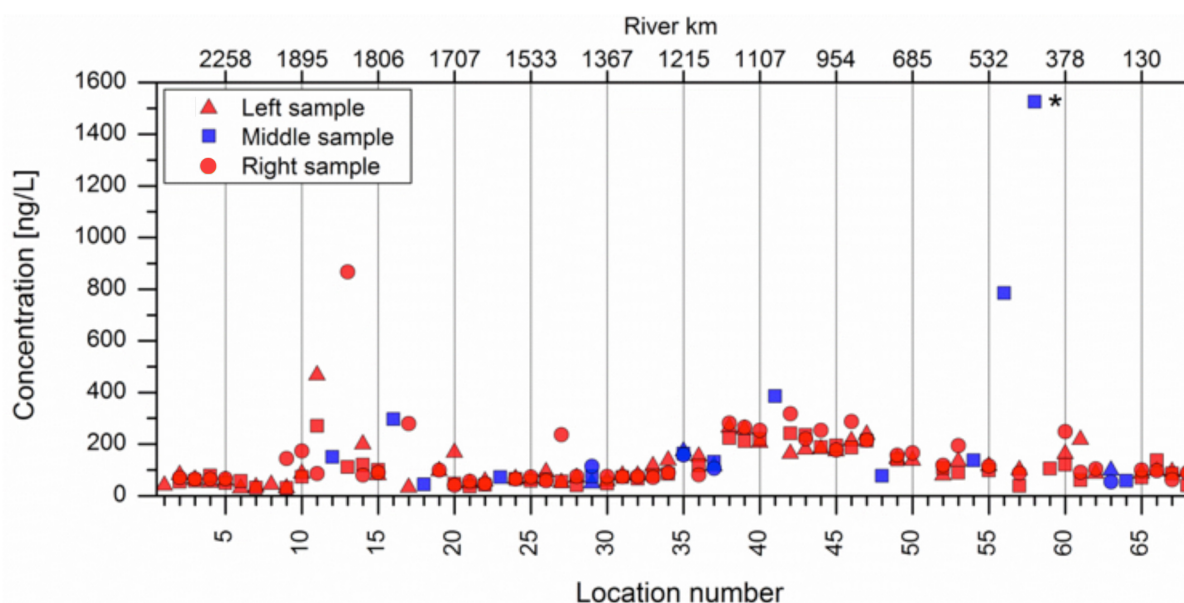 River km
2258 1895 1806 1707 1533 1367 1215 1107 954 685 532 378 130
1600
1400
1200
1000
800
600
400
200
0
Concentration [ng/L]
Left sample
Middle sample
Right sample
*
5 10 15 20 25 30 35 40 45 50 55 60 65
Location number